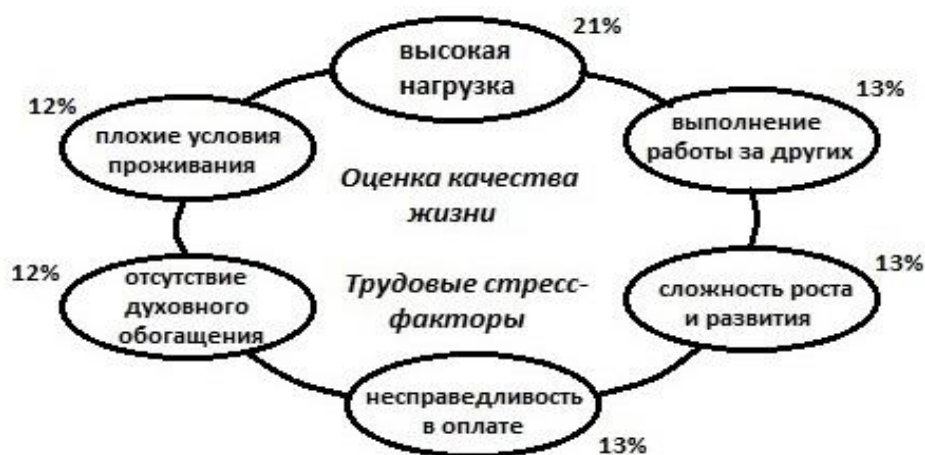 21%
высокая
нагрузка
13%
выполнение
работы за других
13%
сложность роста
и развития
несправедливость
в оплате
13%
12%
отсутствие
духовного
обогащения
12%
плохие условия
проживания
Оценка качества
жизни
Трудовые стресс-
факторы